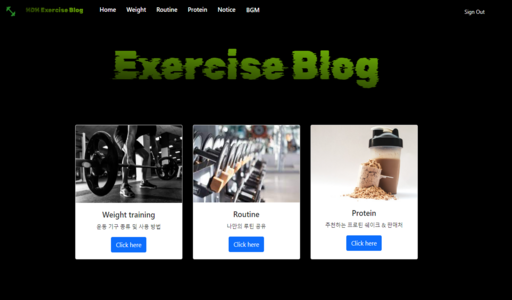 Exercise Blog
Home
Weight
Routine
Protein
Notice
BGM
Sign Out
Exercise Blog
Weight training
운동 기구 종류 및 사용 방법
Click here
Routine
나만의 루틴 공유
Click here
Protein
추천하는 프로틴 쉐이크 & 판매처
Click here